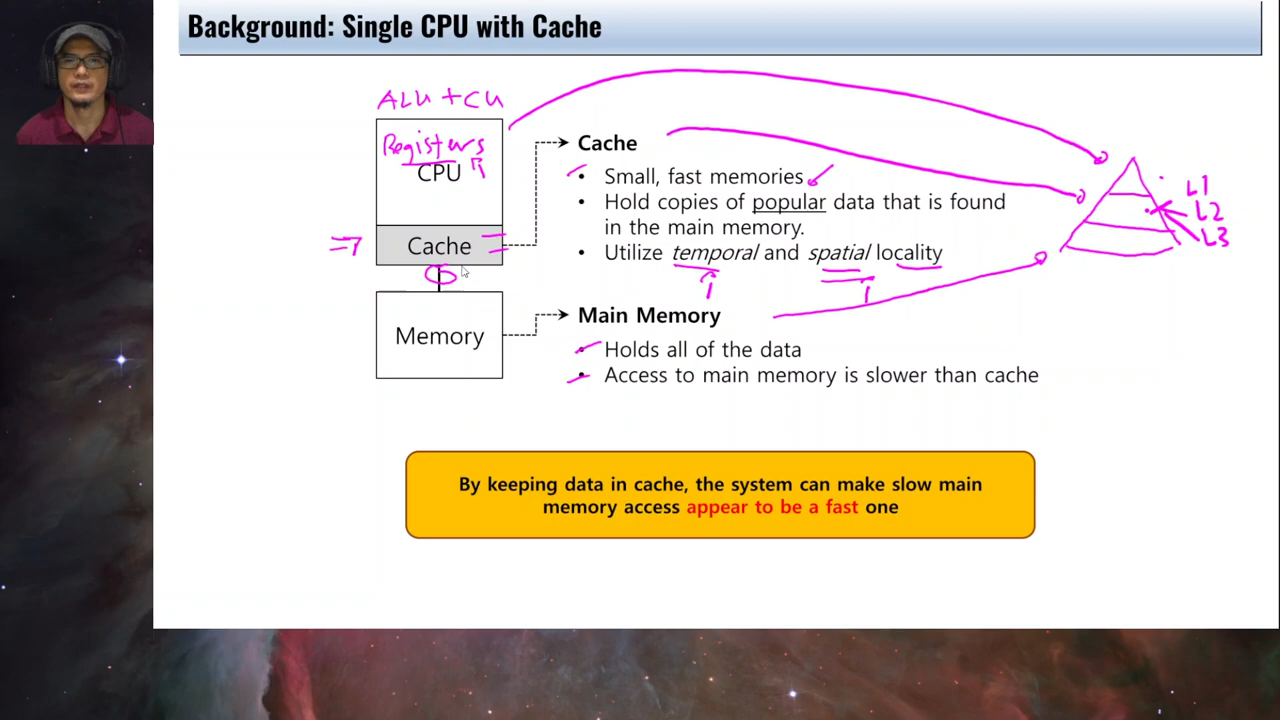 Background: Single CPU with Cache
ALU + CU
Registers
CPU
Cache
Memory
Cache
• Small, fast memories
• Hold copies of popular data that is found
in the main memory.
• Utilize temporal and spatial locality
Main Memory
• Holds all of the data
• Access to main memory is slower than cache
L1
L2
L3
By keeping data in cache, the system can make slow main
memory access appear to be a fast one